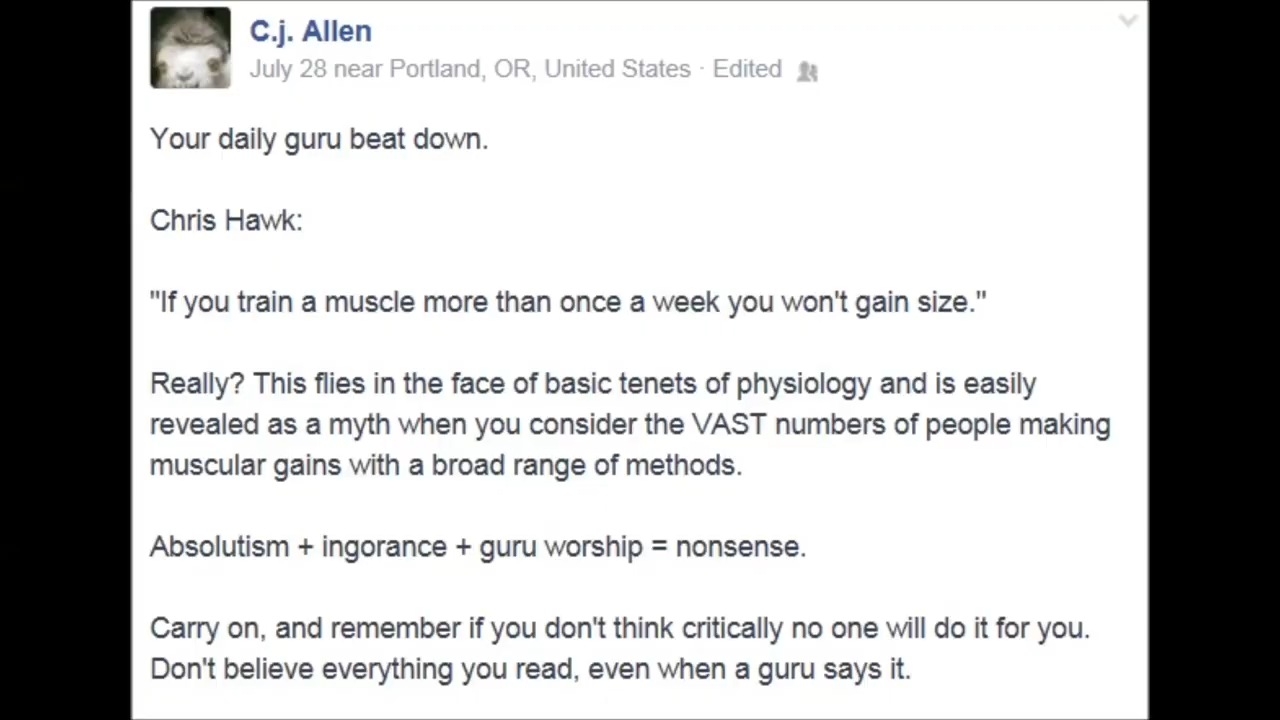 C.j. Allen
July 28 near Portland, OR, United States · Edited
Your daily guru beat down.
Chris Hawk:
"If you train a muscle more than once a week you won't gain size."
Really? This flies in the face of basic tenets of physiology and is easily
revealed as a myth when you consider the VAST numbers of people making
muscular gains with a broad range of methods.
Absolutism + ingorance + guru worship = nonsense.
Carry on, and remember if you don't think critically no one will do it for you.
Don't believe everything you read, even when a guru says it.